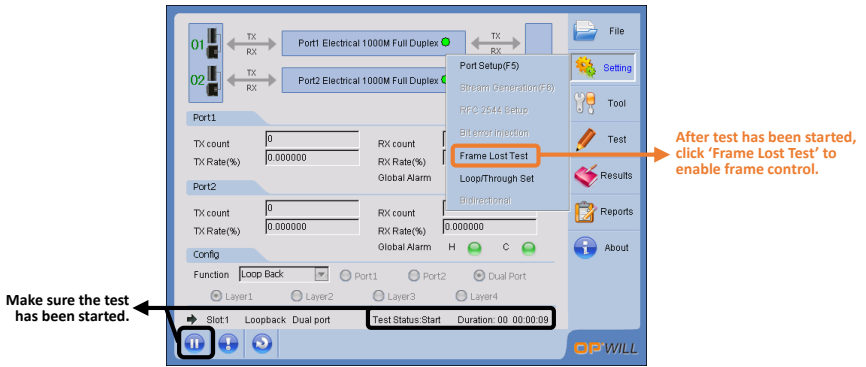 01
TX
RX
Port1 Electrical 1000M Full Duplex
TX
RX
02
TX
RX
Port2 Electrical 1000M Full Duplex
Port Setup(F5)
Stream Generation(F6)
RFC 2544 Setup
Bit error injection
Frame Lost Test
Loop/Through Set
Bidirectional
File
Setting
Tool
Test
Results
Reports
About
Port1
TX count 0 RX count
TX Rate(%) 0.000000 RX Rate(%)
Global Alarm
Port2
TX count 0 RX count
TX Rate(%) 0.000000 RX Rate(%) 0.000000
Global Alarm H C
Config
Function Loop Back Port1 Port2 Dual Port
Layer1 Layer2 Layer3 Layer4
Slot:1 Loopback Dual port Test Status:Start Duration: 00 00:00:09
OPWILL
After test has been started,
click ‘Frame Lost Test’ to
enable frame control.
Make sure the test
has been started.